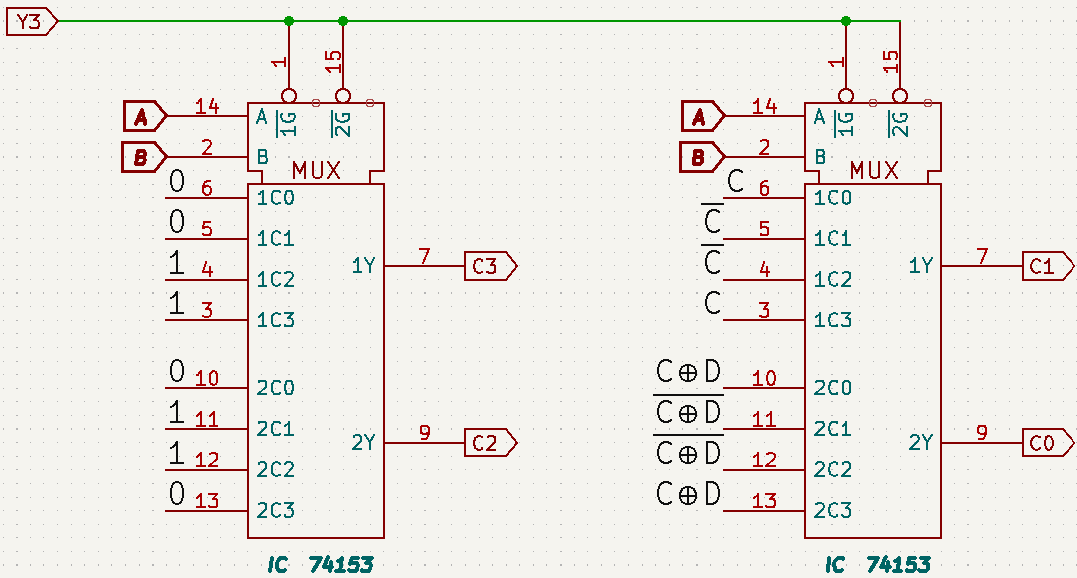 Y3
1 15 1 15
A 14 A 1G 2G A 14 A 1G 2G
B 2 B B 2 B
MUX MUX
0 6 1C0 C 6 1C0
0 5 1C1 C̅ 5 1C1
1 4 1C2 1Y 7 C3 C̅ 4 1C2 1Y 7 C1
1 3 1C3 C 3 1C3
0 10 2C0 C⊕D 10 2C0
1 11 2C1 C̅⊕̅D̅ 11 2C1
1 12 2C2 2Y 9 C2 C̅⊕̅D̅ 12 2C2 2Y 9 C0
0 13 2C3 C⊕D 13 2C3
IC 74153 IC 74153